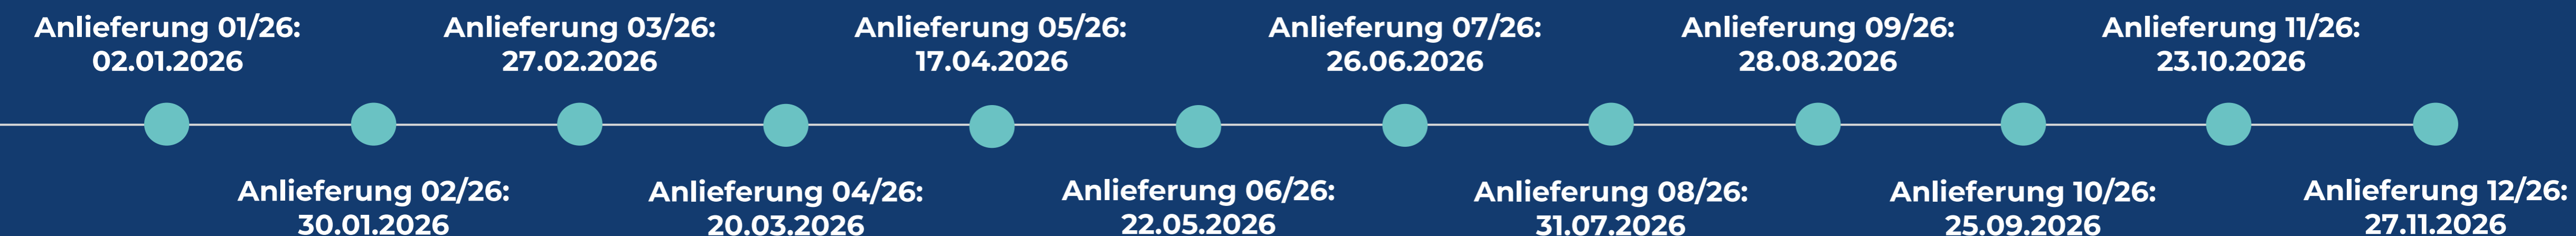 Anlieferung 01/26:
02.01.2026
Anlieferung 02/26:
30.01.2026
Anlieferung 03/26:
27.02.2026
Anlieferung 04/26:
20.03.2026
Anlieferung 05/26:
17.04.2026
Anlieferung 06/26:
22.05.2026
Anlieferung 07/26:
26.06.2026
Anlieferung 08/26:
31.07.2026
Anlieferung 09/26:
28.08.2026
Anlieferung 10/26:
25.09.2026
Anlieferung 11/26:
23.10.2026
Anlieferung 12/26:
27.11.2026